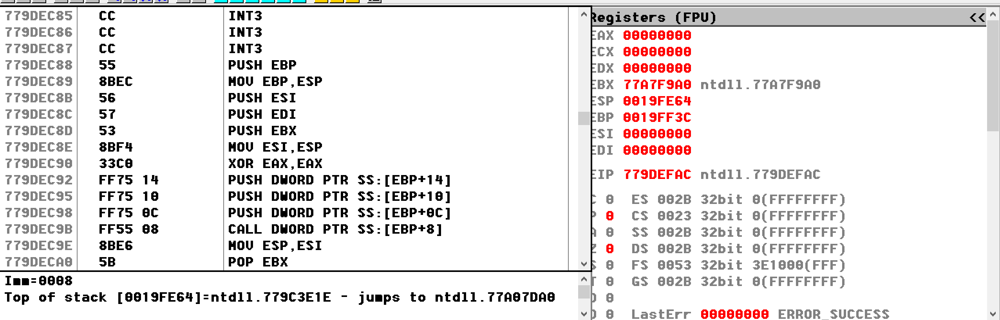 779DEC85 CC INT3
779DEC86 CC INT3
779DEC87 CC INT3
779DEC88 55 PUSH EBP
779DEC89 8BEC MOV EBP,ESP
779DEC8B 56 PUSH ESI
779DEC8C 57 PUSH EDI
779DEC8D 53 PUSH EBX
779DEC8E 8BF4 MOV ESI,ESP
779DEC90 33C0 XOR EAX,EAX
779DEC92 FF75 14 PUSH DWORD PTR SS:[EBP+14]
779DEC95 FF75 10 PUSH DWORD PTR SS:[EBP+10]
779DEC98 FF75 0C PUSH DWORD PTR SS:[EBP+0C]
779DEC9B FF55 08 CALL DWORD PTR SS:[EBP+8]
779DEC9E 8BE6 MOV ESP,ESI
779DECA0 5B POP EBX
Imm=0008
Top of stack [0019FE64]=ntdll.779C3E1E - jumps to ntdll.77A07DA0
Registers (FPU) <<
EAX 00000000
ECX 00000000
EDX 00000000
EBX 77A7F9A0 ntdll.77A7F9A0
ESP 0019FE64
EBP 0019FF3C
ESI 00000000
EDI 00000000
EIP 779DEFAC ntdll.779DEFAC
C 0 ES 002B 32bit 0(FFFFFFFF)
P 0 CS 0023 32bit 0(FFFFFFFF)
A 0 SS 002B 32bit 0(FFFFFFFF)
Z 0 DS 002B 32bit 0(FFFFFFFF)
S 0 FS 0053 32bit 3E1000(FFF)
T 0 GS 002B 32bit 0(FFFFFFFF)
D 0
O 0 LastErr 00000000 ERROR_SUCCESS